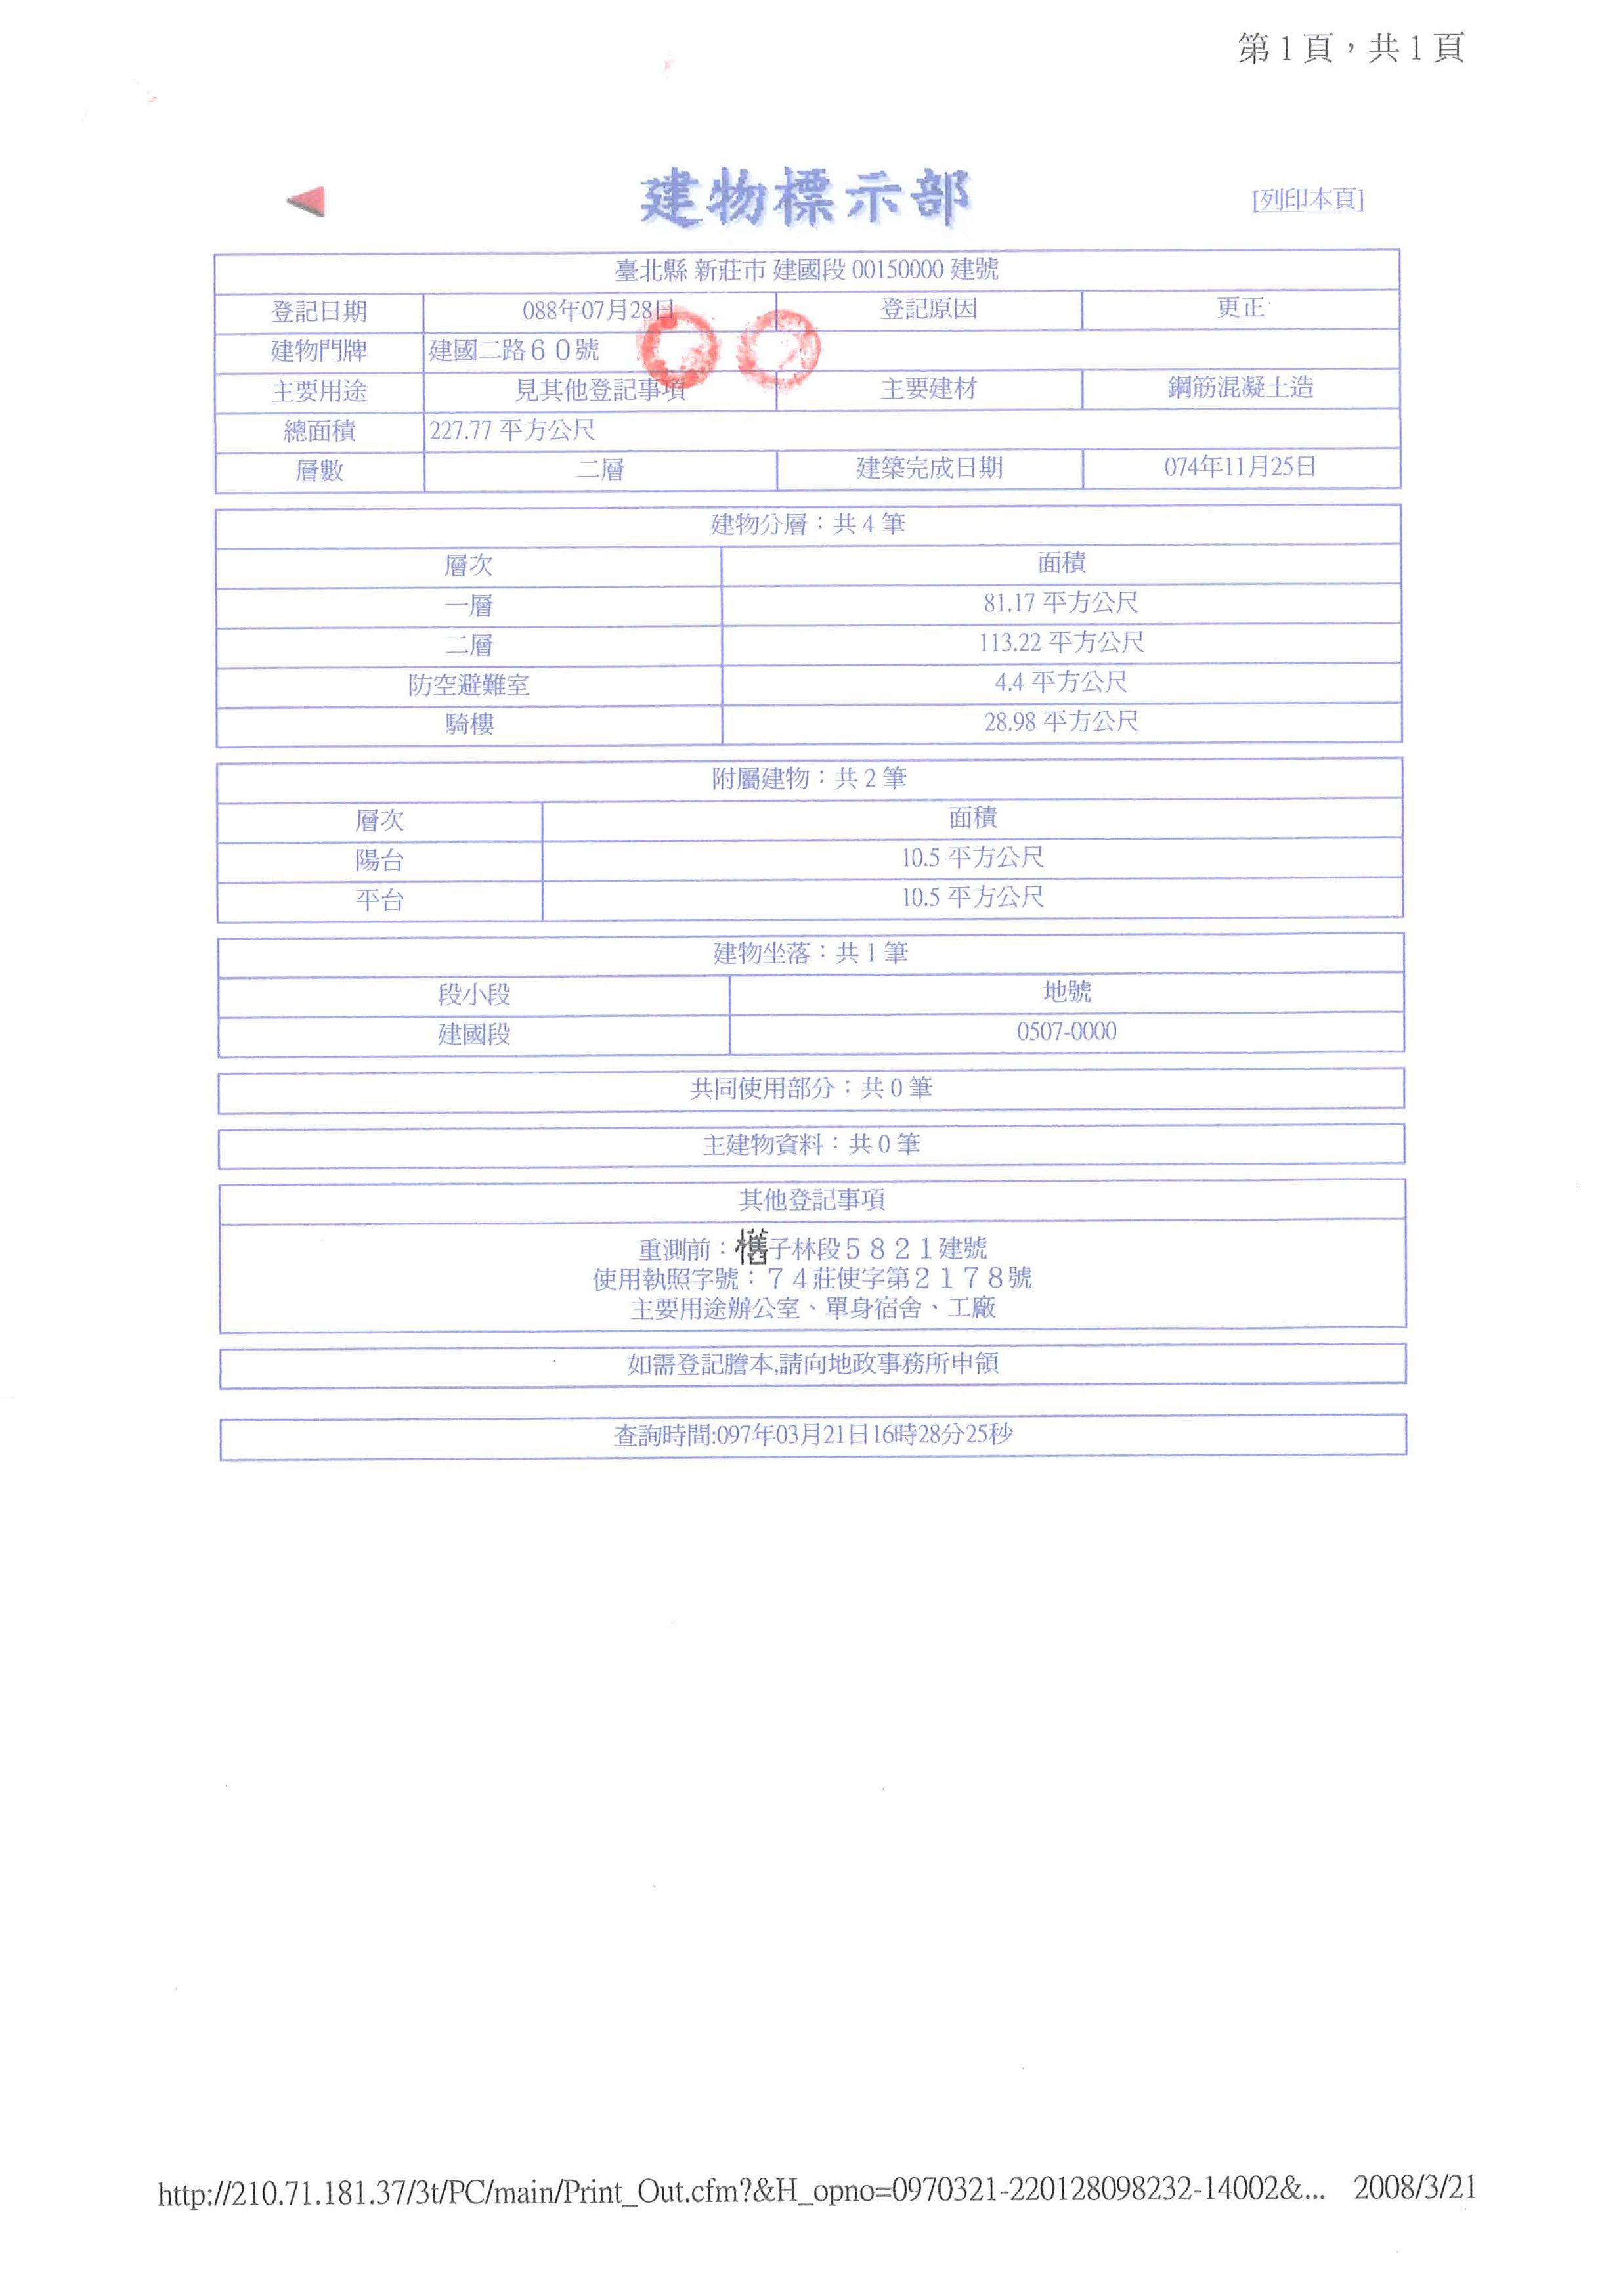 第1頁，共1頁
建物標示部
[列印本頁]
臺北縣 新莊市 建國段 00150000 建號
登記日期 088年07月28日 登記原因 更正
建物門牌 建國二路６０號
主要用途 見其他登記事項 主要建材 鋼筋混凝土造
總面積 227.77 平方公尺
層數 二層 建築完成日期 074年11月25日
建物分層：共 4 筆
層次 面積
一層 81.17 平方公尺
二層 113.22 平方公尺
防空避難室 4.4 平方公尺
騎樓 28.98 平方公尺
附屬建物：共 2 筆
層次 面積
陽台 10.5 平方公尺
平台 10.5 平方公尺
建物坐落：共 1 筆
段小段 地號
建國段 0507-0000
共同使用部分：共 0 筆
主建物資料：共 0 筆
其他登記事項
重測前：櫷子林段５８２１建號
使用執照字號：７４莊使字第２１７８號
主要用途辦公室、單身宿舍、工廠
如需登記謄本,請向地政事務所申領
查詢時間:097年03月21日16時28分25秒
http://210.71.181.37/3t/PC/main/Print_Out.cfm?&H_opno=0970321-220128098232-14002&... 2008/3/21